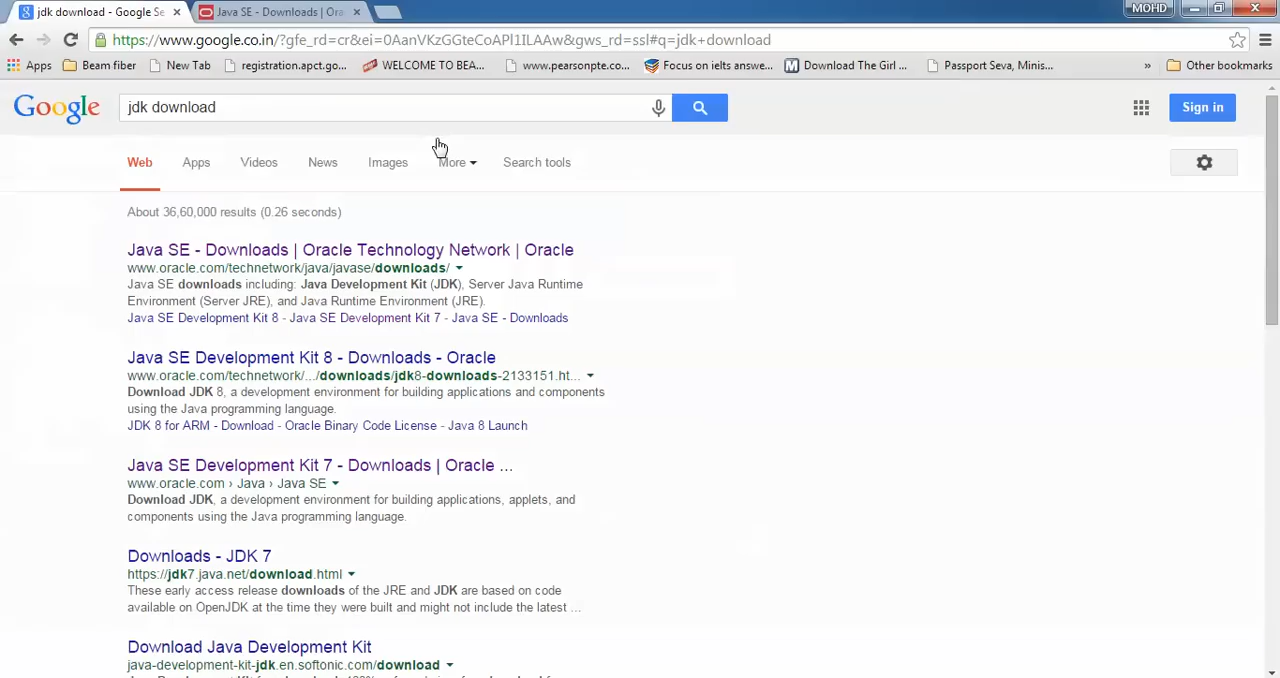 jdk download - Google Se
Java SE - Downloads | Ora
MOHD
https://www.google.co.in/?gfe_rd=cr&ei=0AanVKzGGteCoAPl1ILAAw&gws_rd=ssl#q=jdk+download
Apps Beam fiber New Tab registration.apct.go... WELCOME TO BEA... www.pearsonpte.co... Focus on ielts answe... Download The Girl ... Passport Seva, Minis... » Other bookmarks
Google jdk download Sign in
Web Apps Videos News Images More Search tools
About 36,60,000 results (0.26 seconds)
Java SE - Downloads | Oracle Technology Network | Oracle
www.oracle.com/technetwork/java/javase/downloads/
Java SE downloads including: Java Development Kit (JDK), Server Java Runtime
Environment (Server JRE), and Java Runtime Environment (JRE).
Java SE Development Kit 8 - Java SE Development Kit 7 - Java SE - Downloads
Java SE Development Kit 8 - Downloads - Oracle
www.oracle.com/technetwork/.../downloads/jdk8-downloads-2133151.ht...
Download JDK 8, a development environment for building applications and components
using the Java programming language.
JDK 8 for ARM - Download - Oracle Binary Code License - Java 8 Launch
Java SE Development Kit 7 - Downloads | Oracle ...
www.oracle.com › Java › Java SE
Download JDK, a development environment for building applications, applets, and
components using the Java programming language.
Downloads - JDK 7
https://jdk7.java.net/download.html
These early access release downloads of the JRE and JDK are based on code
available on OpenJDK at the time they were built and might not include the latest ...
Download Java Development Kit
java-development-kit-jdk.en.softonic.com/download